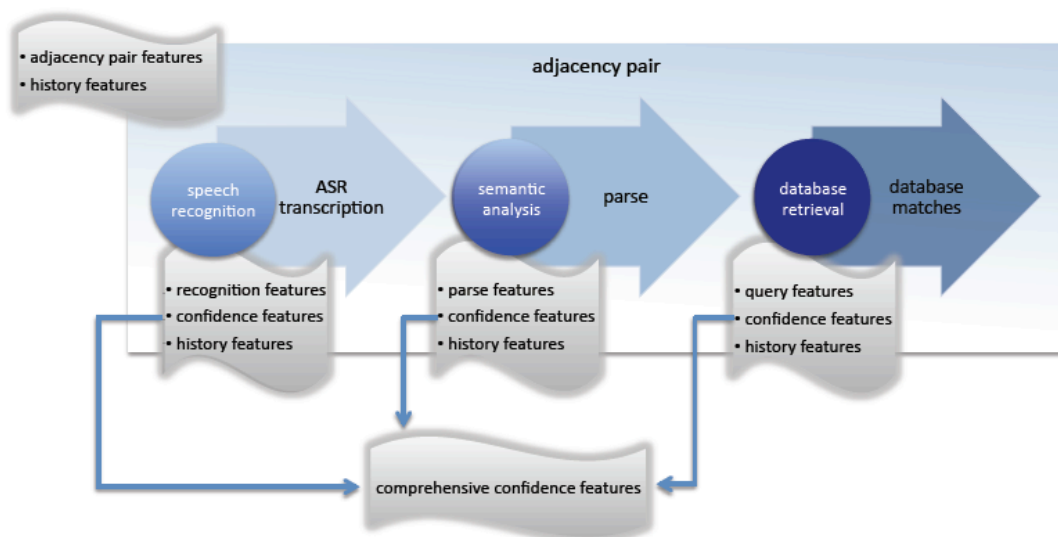 • adjacency pair features
• history features
adjacency pair
speech
recognition
ASR
transcription
semantic
analysis
parse
database
retrieval
database
matches
• recognition features
• confidence features
• history features
• parse features
• confidence features
• history features
• query features
• confidence features
• history features
comprehensive confidence features